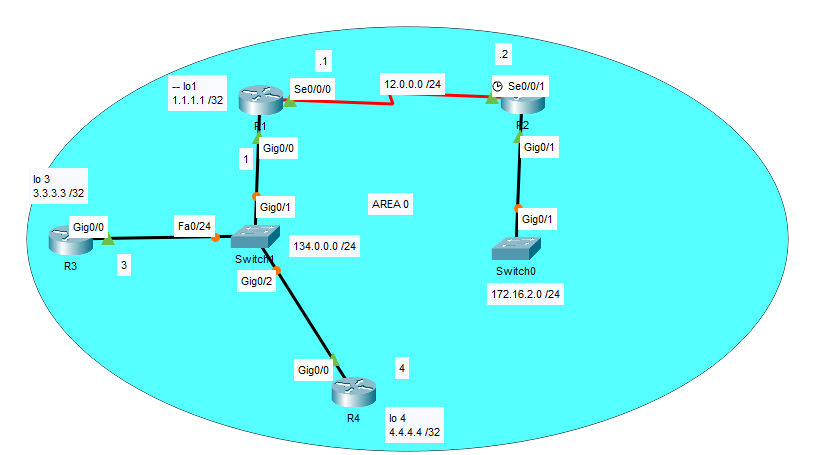 .1
.2
-- lo1
1.1.1.1 /32
Se0/0/0
12.0.0.0 /24
Se0/0/1
R1
R2
Gig0/0
1
Gig0/1
lo 3
3.3.3.3 /32
Gig0/1
AREA 0
Gig0/1
Gig0/0
Fa0/24
R3
3
Switch1
134.0.0.0 /24
Switch0
Gig0/2
172.16.2.0 /24
Gig0/0
4
R4
lo 4
4.4.4.4 /32